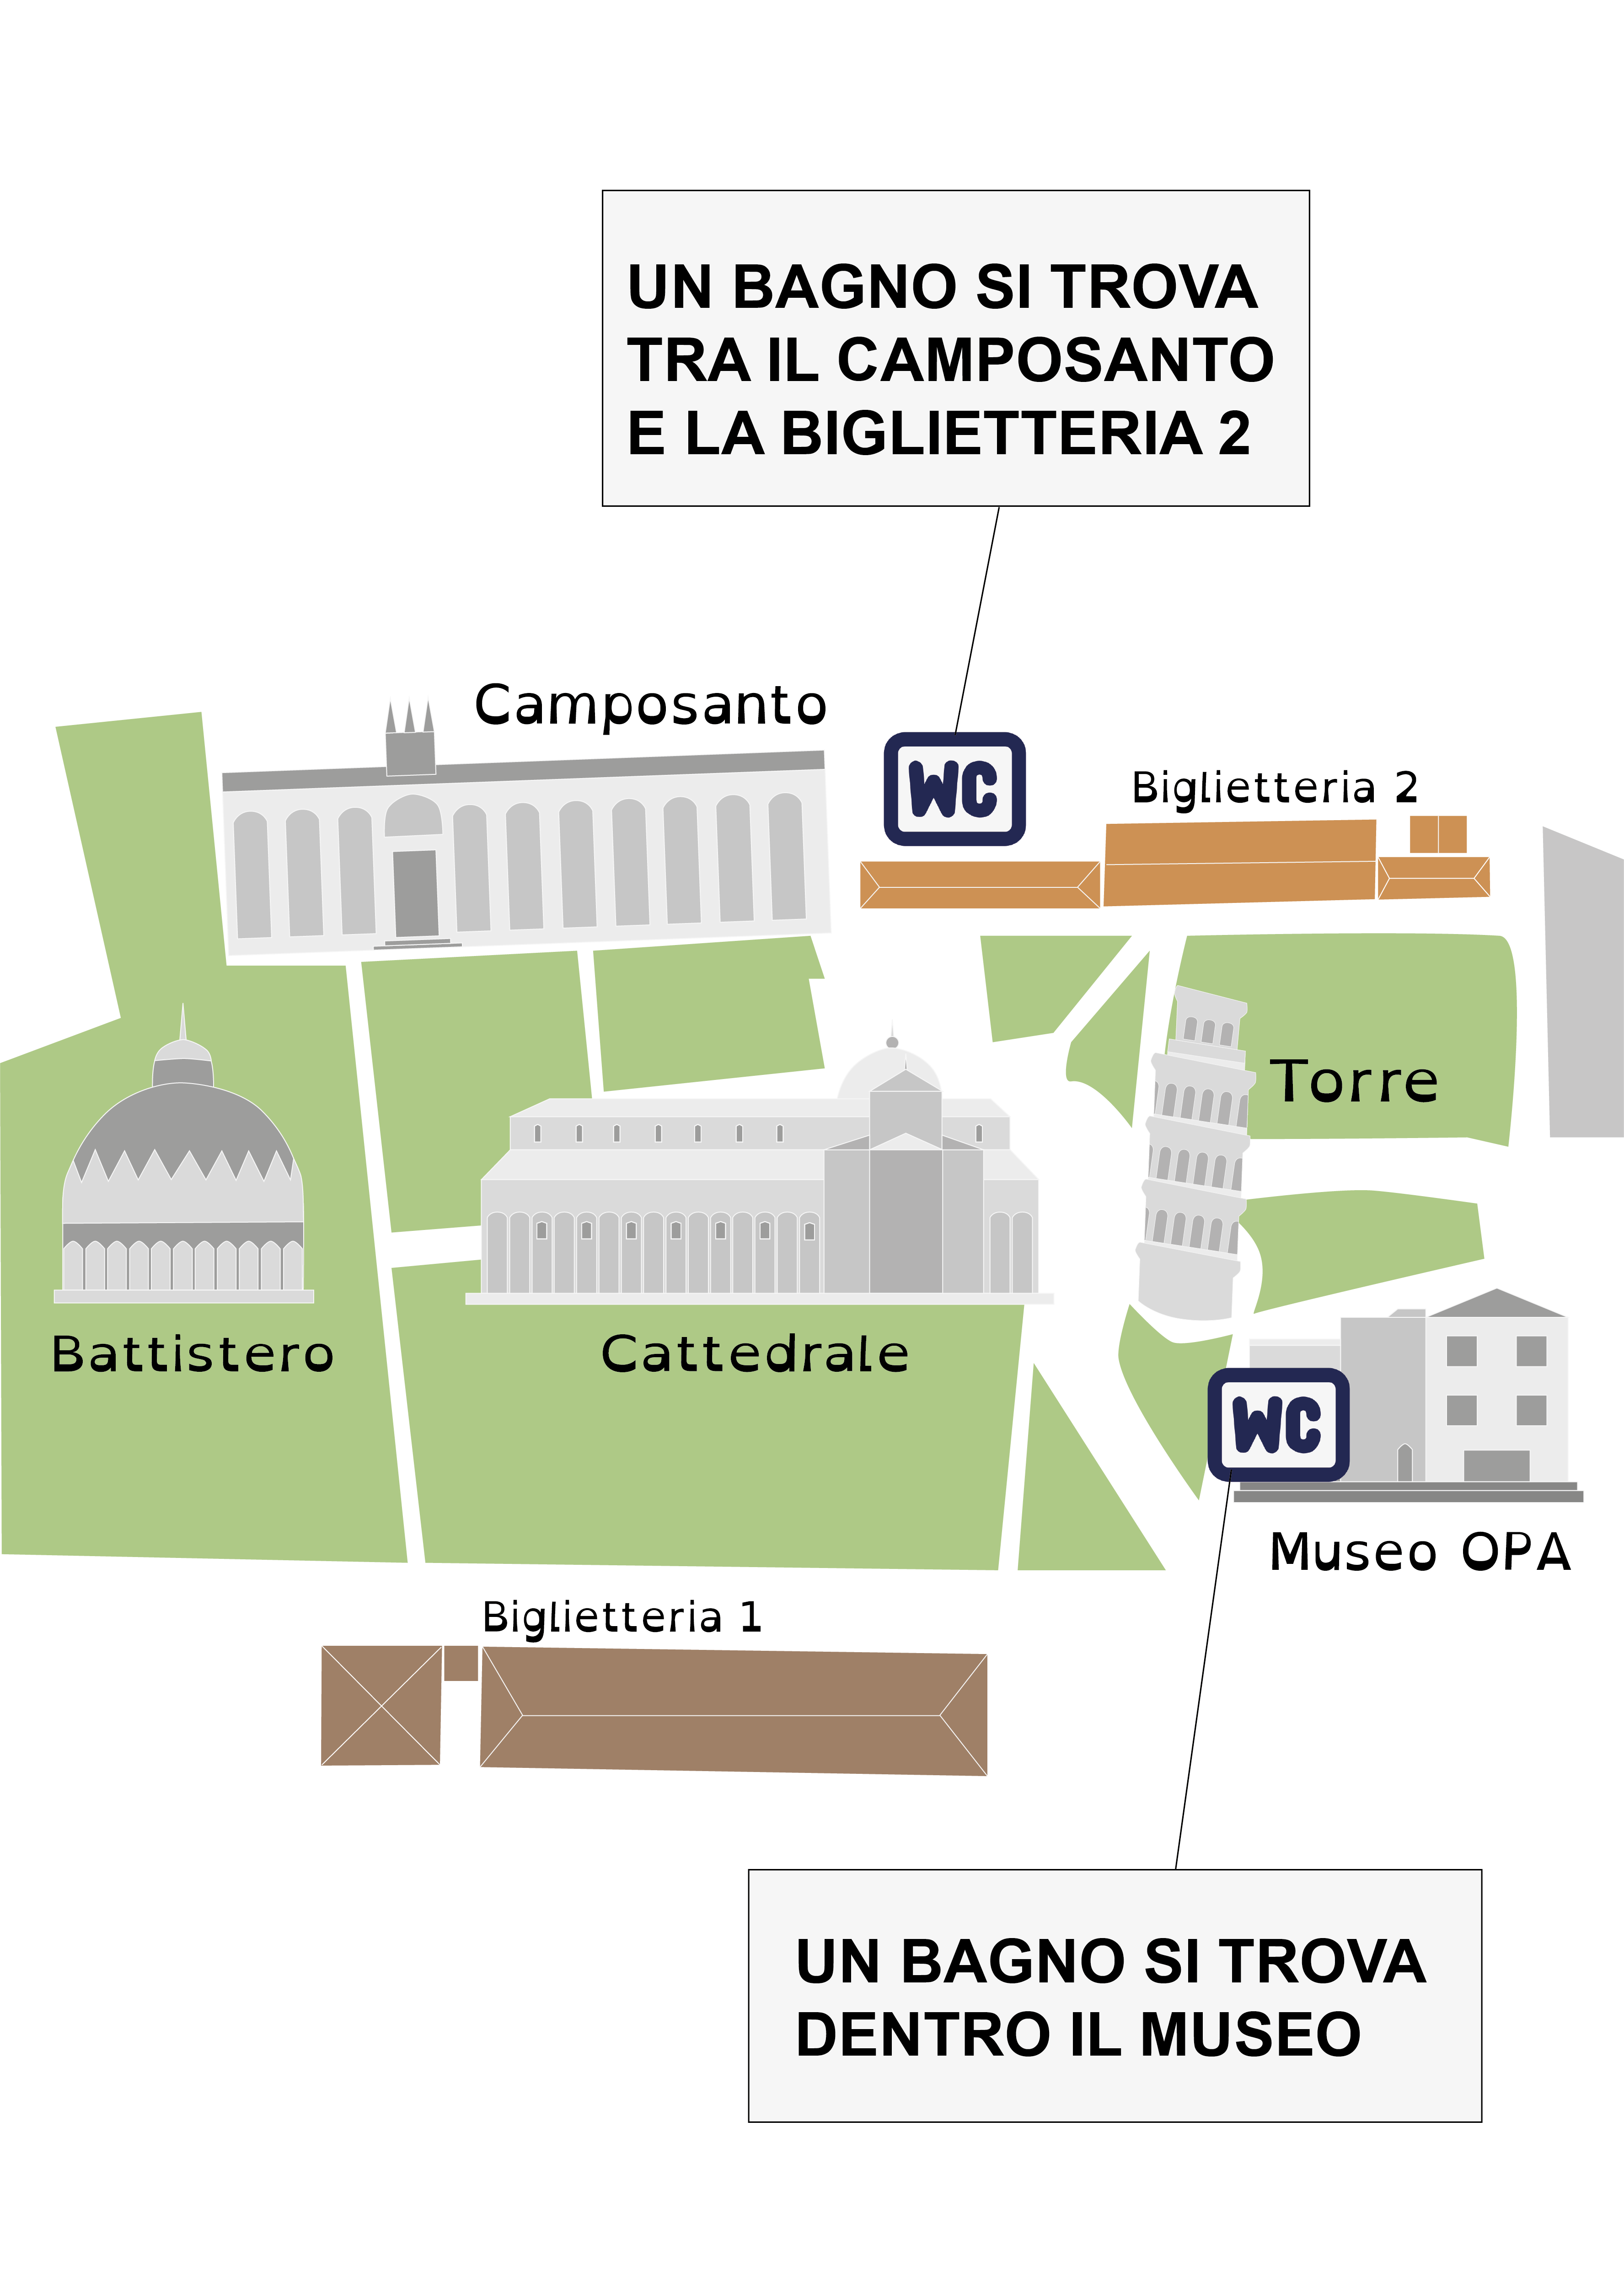 UN BAGNO SI TROVA
TRA IL CAMPOSANTO
E LA BIGLIETTERIA 2
Camposanto
WC
Biglietteria 2
Torre
Battistero
Cattedrale
WC
Museo OPA
Biglietteria 1
UN BAGNO SI TROVA
DENTRO IL MUSEO